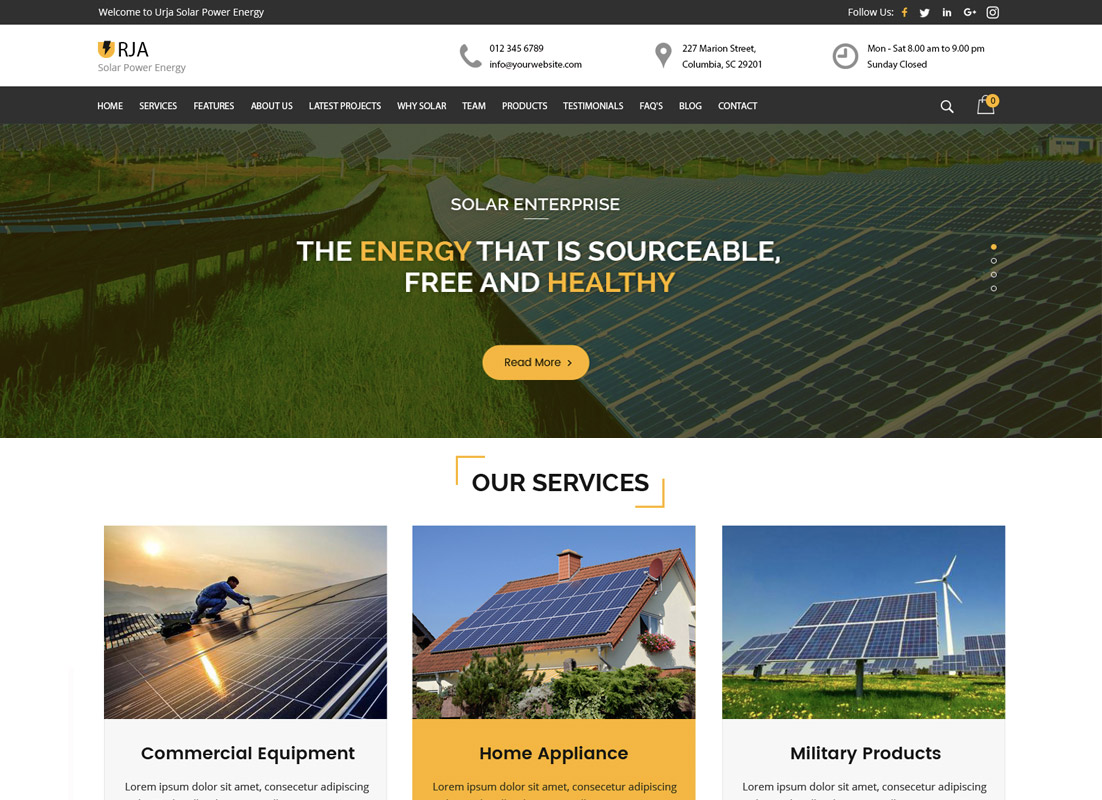 Welcome to Urja Solar Power Energy
Follow Us:
RJA
Solar Power Energy
012 345 6789
info@yourwebsite.com
227 Marion Street,
Columbia, SC 29201
Mon - Sat 8.00 am to 9.00 pm
Sunday Closed
HOME SERVICES FEATURES ABOUT US LATEST PROJECTS WHY SOLAR TEAM PRODUCTS TESTIMONIALS FAQ'S BLOG CONTACT
0
SOLAR ENTERPRISE
THE ENERGY THAT IS SOURCEABLE,
FREE AND HEALTHY
Read More >
OUR SERVICES
Commercial Equipment
Lorem ipsum dolor sit amet, consecetur adipiscing
Home Appliance
Lorem ipsum dolor sit amet, consecetur adipiscing
Military Products
Lorem ipsum dolor sit amet, consecetur adipiscing